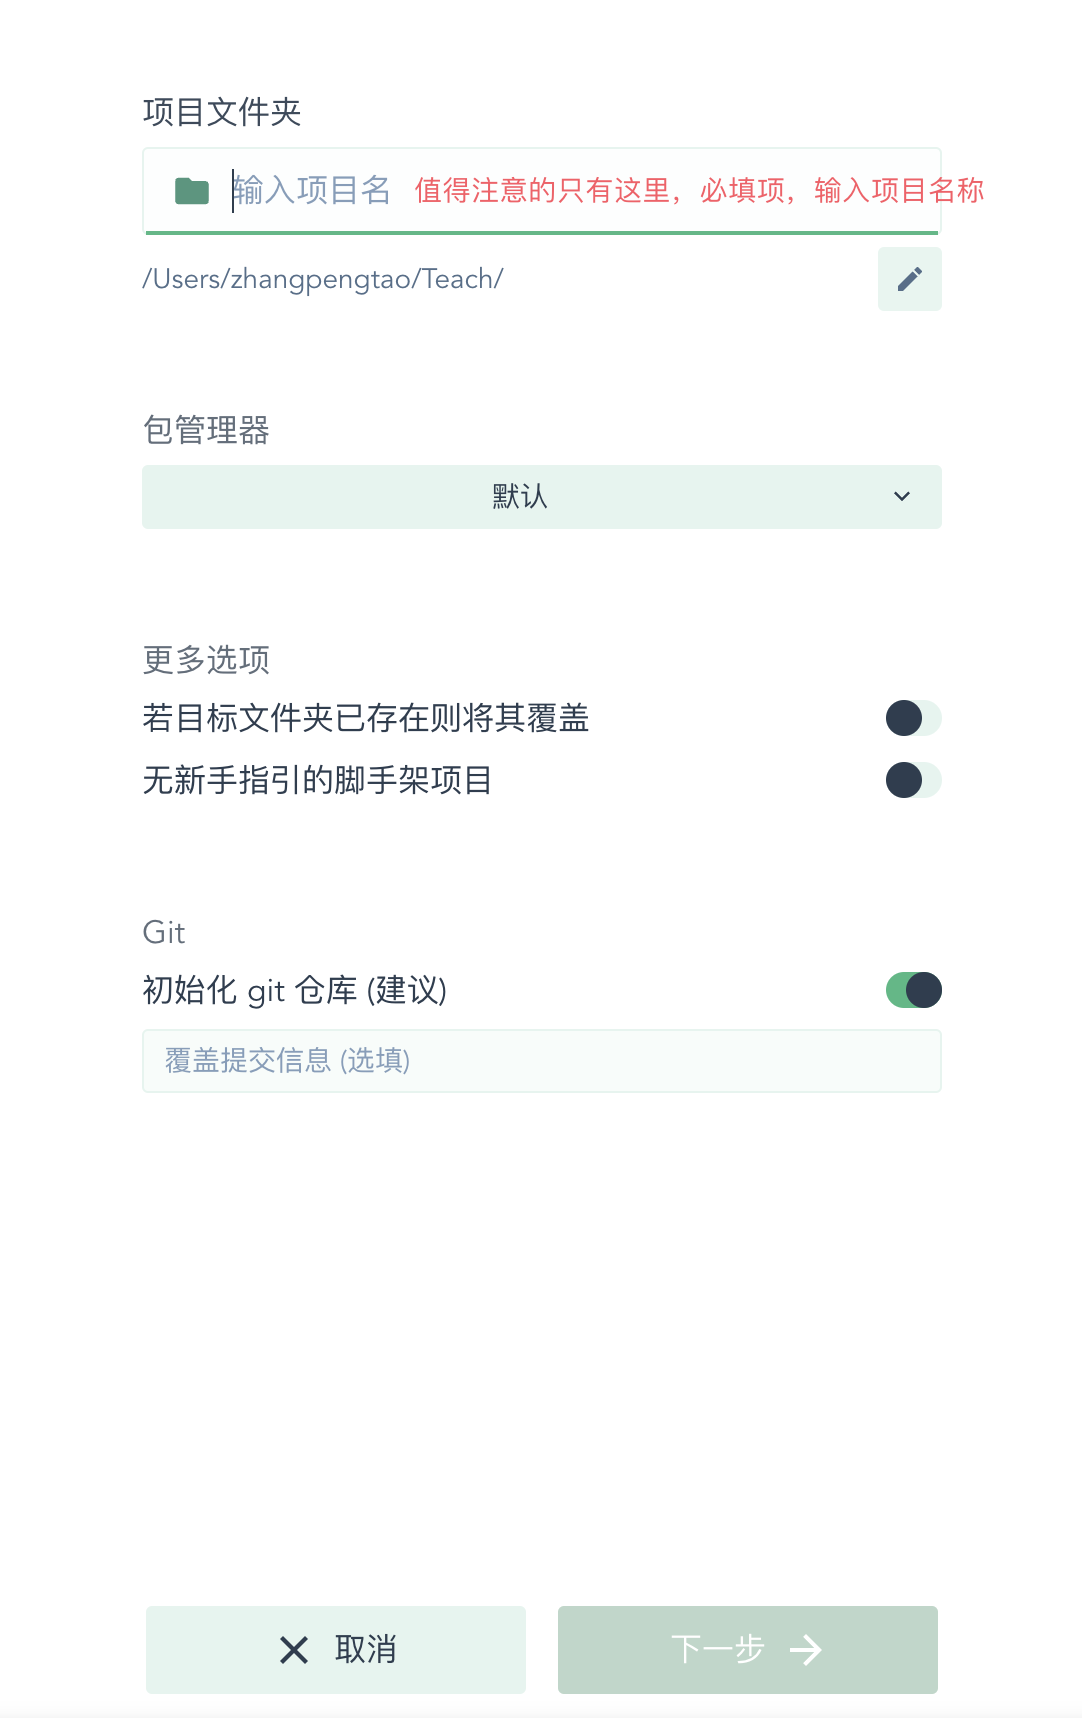 项目文件夹
输入项目名 值得注意的只有这里，必填项，输入项目名称
/Users/zhangpengtao/Teach/
包管理器
默认
更多选项
若目标文件夹已存在则将其覆盖
无新手指引的脚手架项目
Git
初始化 git 仓库 (建议)
覆盖提交信息 (选填)
取消 下一步